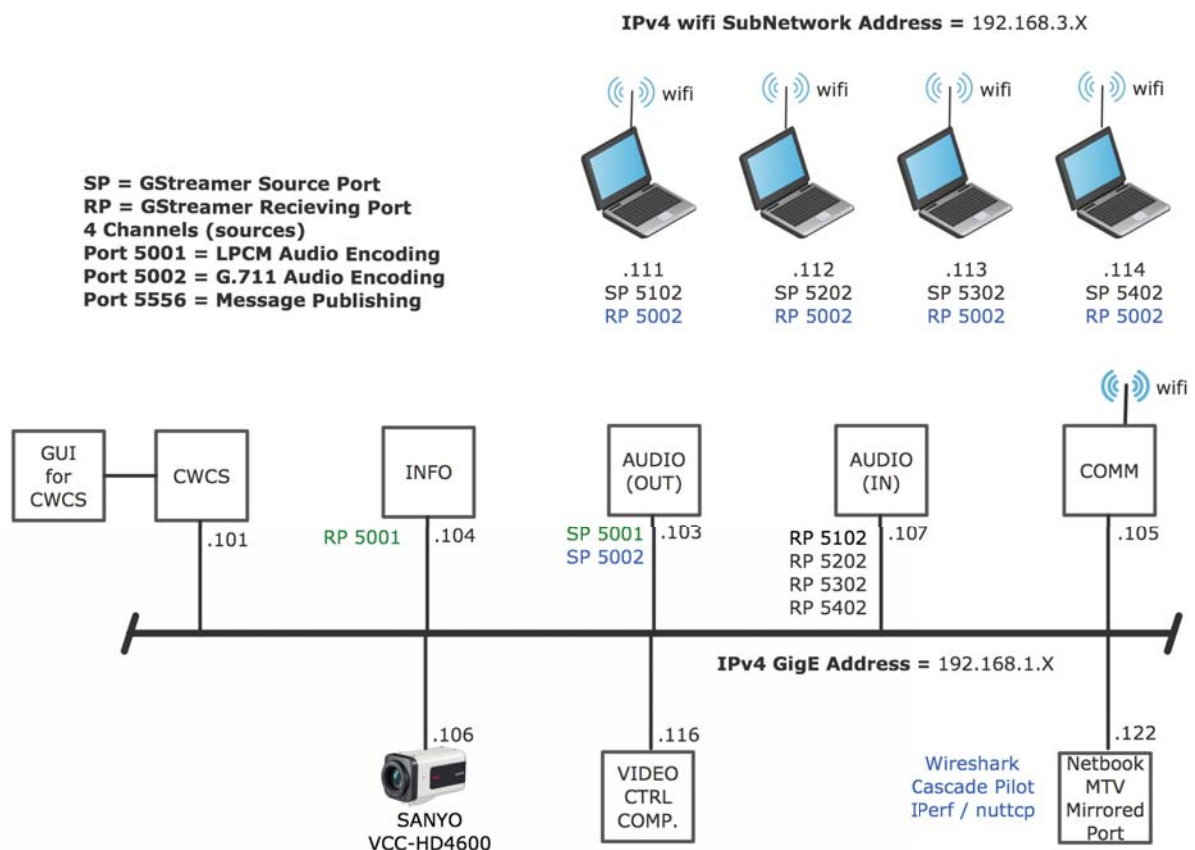 IPv4 wifi SubNetwork Address = 192.168.3.X
wifi
wifi
wifi
wifi
SP = GStreamer Source Port
RP = GStreamer Recieving Port
4 Channels (sources)
Port 5001 = LPCM Audio Encoding
Port 5002 = G.711 Audio Encoding
Port 5556 = Message Publishing
.111
SP 5102
RP 5002
.112
SP 5202
RP 5002
.113
SP 5302
RP 5002
.114
SP 5402
RP 5002
wifi
GUI
for
CWCS
CWCS
INFO
AUDIO
(OUT)
AUDIO
(IN)
COMM
.101
RP 5001
.104
SP 5001
SP 5002
.103
RP 5102
RP 5202
RP 5302
RP 5402
.107
.105
IPv4 GigE Address = 192.168.1.X
.106
SANYO
VCC-HD4600
.116
VIDEO
CTRL
COMP.
Wireshark
Cascade Pilot
IPerf / nuttcp
.122
Netbook
MTV
Mirrored
Port